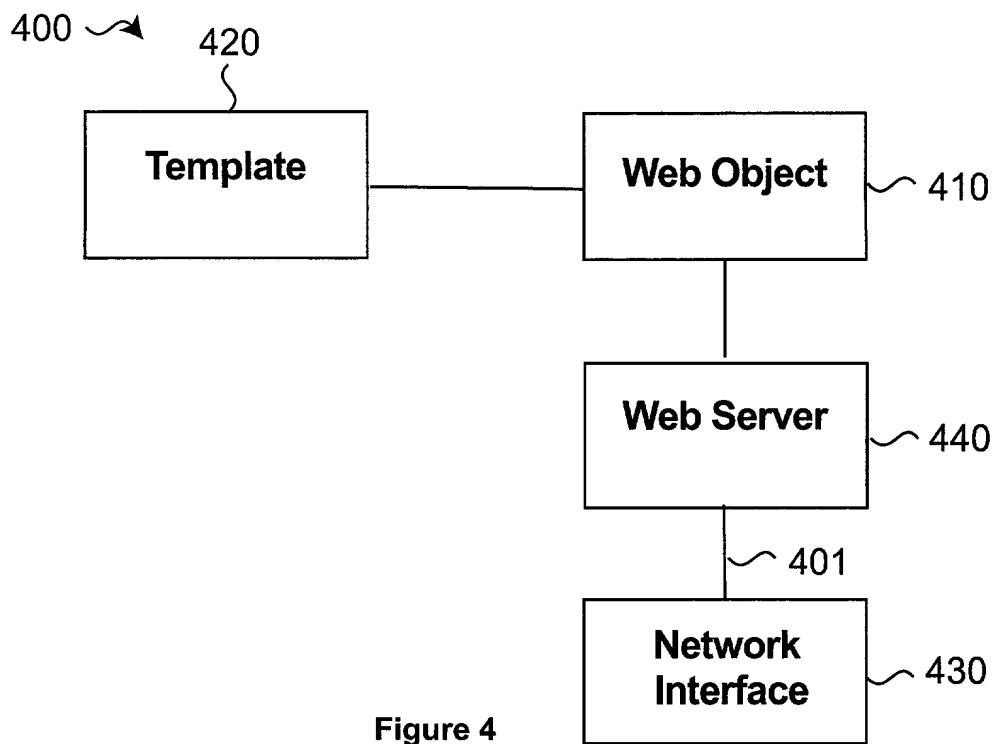 400
420
Template
Web Object
410
Web Server
440
401
Network
Interface
430
Figure 4